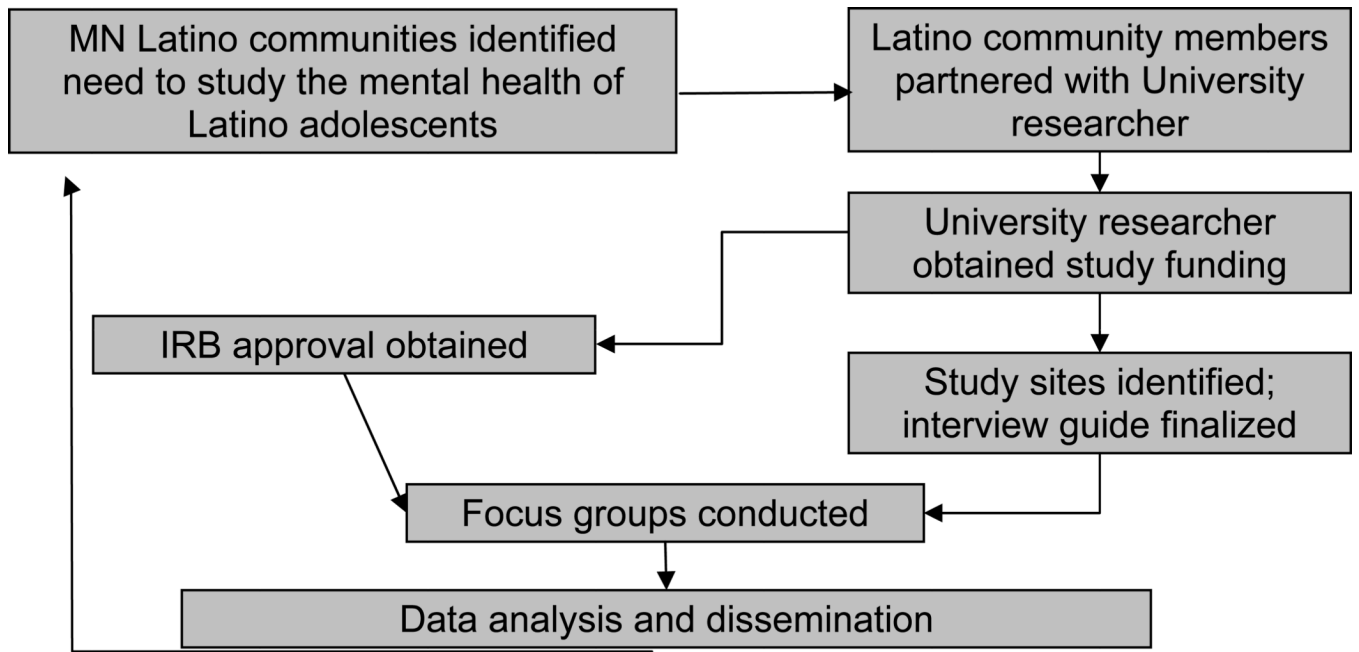 MN Latino communities identified
need to study the mental health of
Latino adolescents
Latino community members
partnered with University
researcher
University researcher
obtained study funding
IRB approval obtained
Study sites identified;
interview guide finalized
Focus groups conducted
Data analysis and dissemination